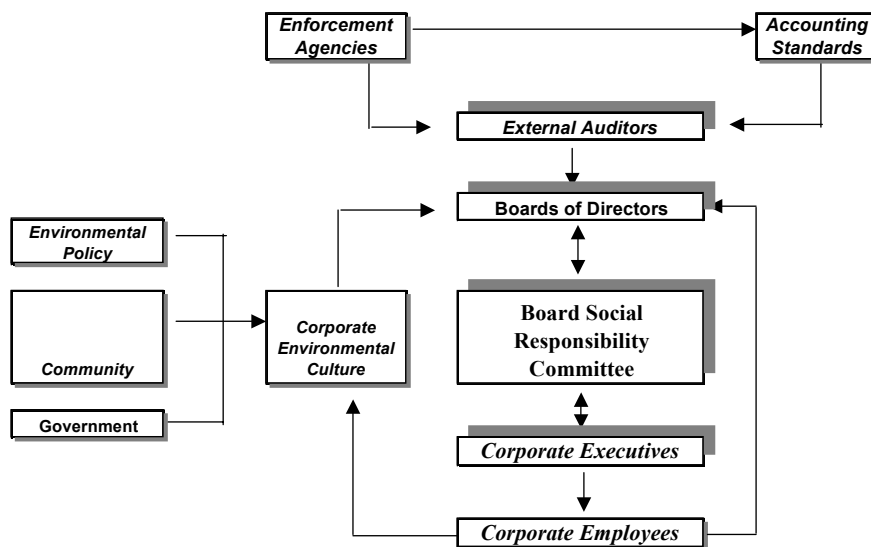 Enforcement
Agencies
Accounting
Standards
External Auditors
Boards of Directors
Environmental
Policy
Community
Government
Corporate
Environmental
Culture
Board Social
Responsibility
Committee
Corporate Executives
Corporate Employees